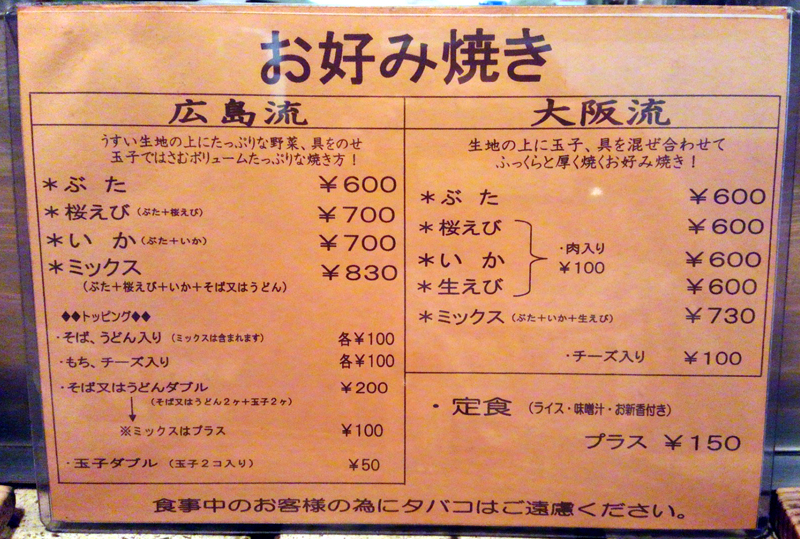 お好み焼き
広島流
うすい生地の上にたっぷりな野菜、具をのせ
玉子ではさむボリュームたっぷりな焼き方！
＊ぶた ￥600
＊桜えび（ぶた＋桜えび） ￥700
＊いか（ぶた＋いか） ￥700
＊ミックス ￥830
（ぶた＋桜えび＋いか＋そば又はうどん）
◆◆トッピング◆◆
・そば、うどん入り（ミックスは含まれます） 各￥100
・もち、チーズ入り 各￥100
・そば又はうどんダブル ￥200
（そば又はうどん2ヶ＋玉子2ヶ）
※ミックスはプラス ￥100
・玉子ダブル（玉子2コ入り） ￥50
大阪流
生地の上に玉子、具を混ぜ合わせて
ふっくらと厚く焼くお好み焼き！
＊ぶた ￥600
＊桜えび ￥600
＊いか ￥600
＊生えび ￥600
・肉入り
￥100
＊ミックス（ぶた＋いか＋生えび） ￥730
・チーズ入り ￥100
・定食（ライス・味噌汁・お新香付き）
プラス ￥150
食事中のお客様の為にタバコはご遠慮ください。